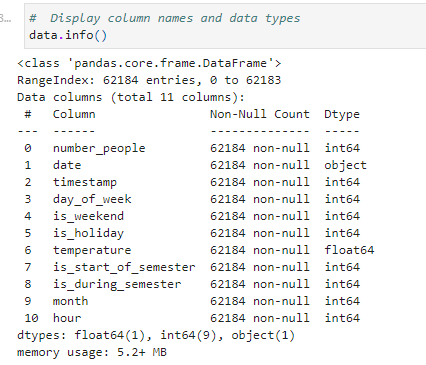 #  Display column names and data types
data.info()
<class 'pandas.core.frame.DataFrame'>
RangeIndex: 62184 entries, 0 to 62183
Data columns (total 11 columns):
 #   Column                Non-Null Count  Dtype
---  ------                --------------  -----
 0   number_people         62184 non-null  int64
 1   date                  62184 non-null  object
 2   timestamp             62184 non-null  int64
 3   day_of_week           62184 non-null  int64
 4   is_weekend            62184 non-null  int64
 5   is_holiday            62184 non-null  int64
 6   temperature           62184 non-null  float64
 7   is_start_of_semester  62184 non-null  int64
 8   is_during_semester    62184 non-null  int64
 9   month                 62184 non-null  int64
 10  hour                  62184 non-null  int64
dtypes: float64(1), int64(9), object(1)
memory usage: 5.2+ MB